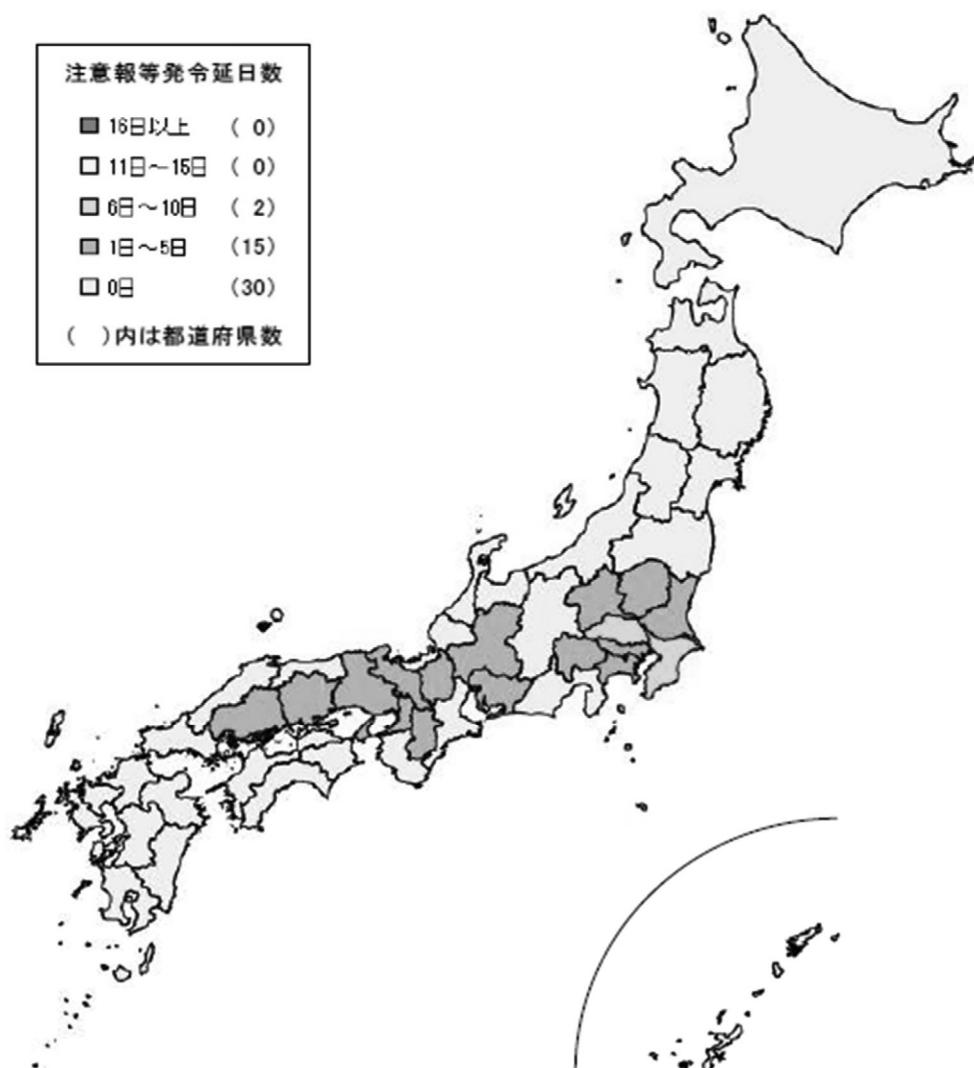 注意報等発令延日数
16日以上 ( 0)
11日～15日 ( 0)
6日～10日 ( 2)
1日～5日 (15)
0日 (30)
( )内は都道府県数